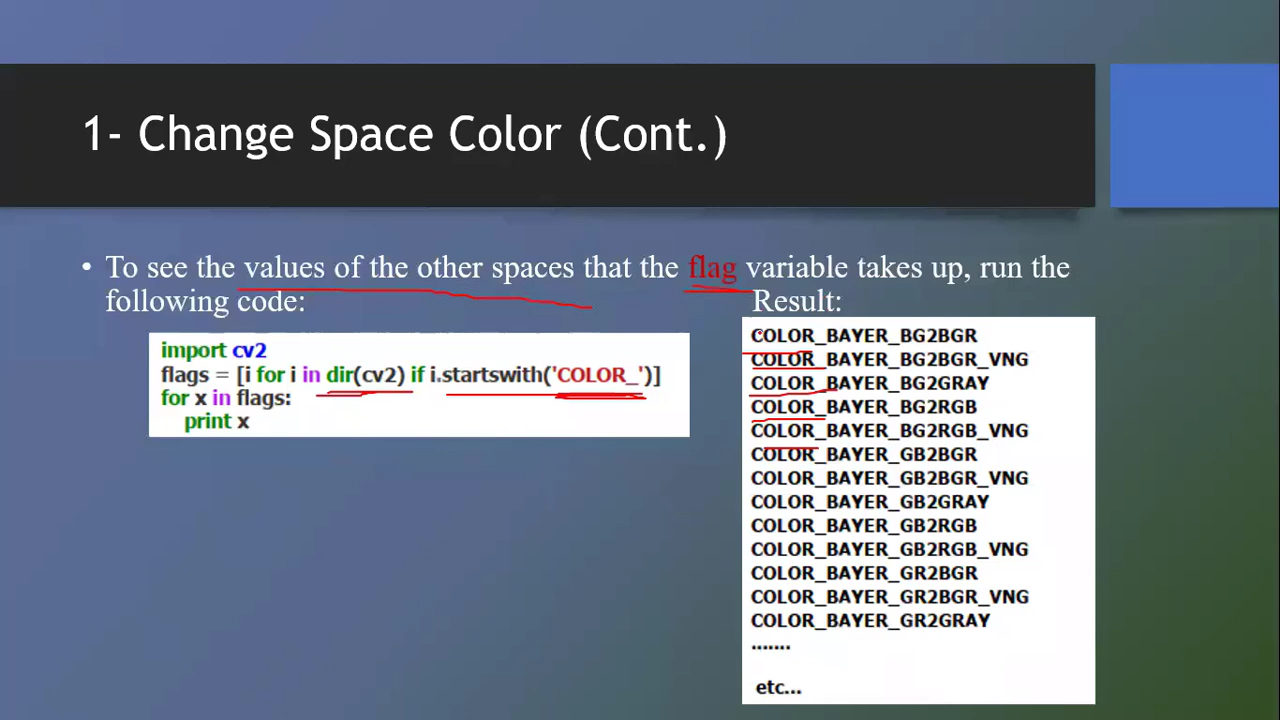 1- Change Space Color (Cont.)
• To see the values of the other spaces that the flag variable takes up, run the
following code:
import cv2
flags = [i for i in dir(cv2) if i.startswith('COLOR_')]
for x in flags:
    print x
Result:
COLOR_BAYER_BG2BGR
COLOR_BAYER_BG2BGR_VNG
COLOR_BAYER_BG2GRAY
COLOR_BAYER_BG2RGB
COLOR_BAYER_BG2RGB_VNG
COLOR_BAYER_GB2BGR
COLOR_BAYER_GB2BGR_VNG
COLOR_BAYER_GB2GRAY
COLOR_BAYER_GB2RGB
COLOR_BAYER_GB2RGB_VNG
COLOR_BAYER_GR2BGR
COLOR_BAYER_GR2BGR_VNG
COLOR_BAYER_GR2GRAY
.......
etc...